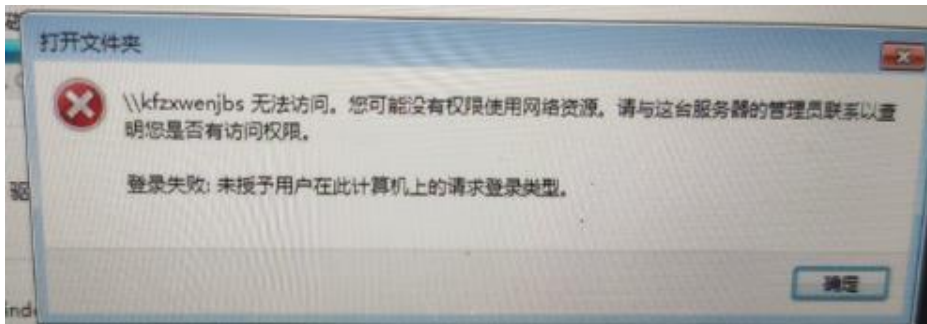 打开文件夹
\\kfzxwenjbs 无法访问。您可能没有权限使用网络资源。请与这台服务器的管理员联系以查
明您是否有访问权限。
登录失败: 未授予用户在此计算机上的请求登录类型。
驱
确定